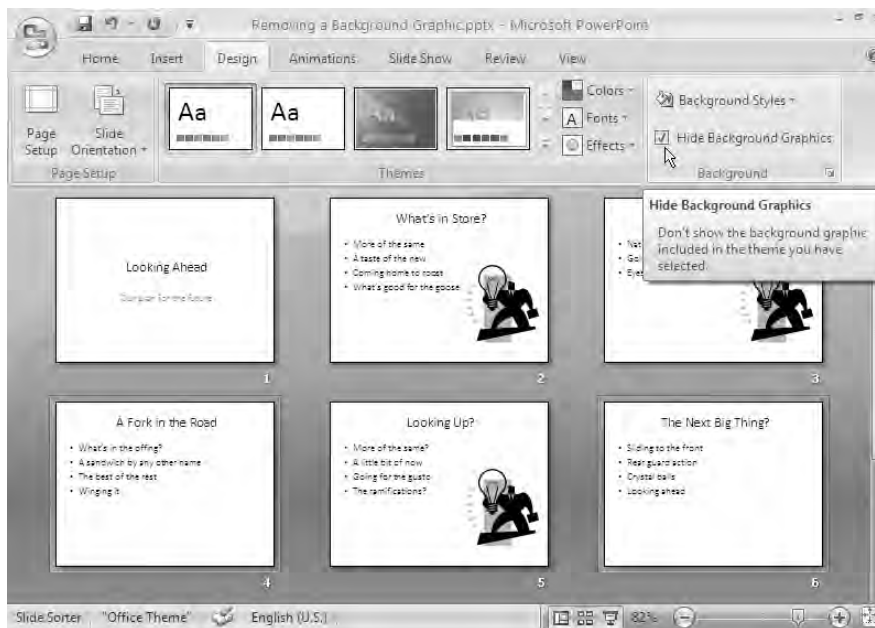 Removing a Background Graphic.pptx - Microsoft PowerPoint
Home Insert Design Animations Slide Show Review View
Page Setup
Slide Orientation
Aa
Aa
Colors
Fonts
Effects
Background Styles
Hide Background Graphics
Page Setup
Themes
Background
Hide Background Graphics
Don't show the background graphic included in the theme you have selected.
Looking Ahead
Our plan for the future
1
What's in Store?
• More of the same
• A taste of the new
• Coming home to roost
• What's good for the goose
2
3
A Fork in the Road
• What's in the offing?
• A sandwich by any other name
• The best of the rest
• Winging it
4
Looking Up?
• More of the same?
• A little bit of now
• Going for the gusto
• The ramifications?
5
The Next Big Thing?
• Sliding to the front
• Rear guard action
• Crystal balls
• Looking ahead
6
Slide Sorter "Office Theme" English (U.S.) 82%